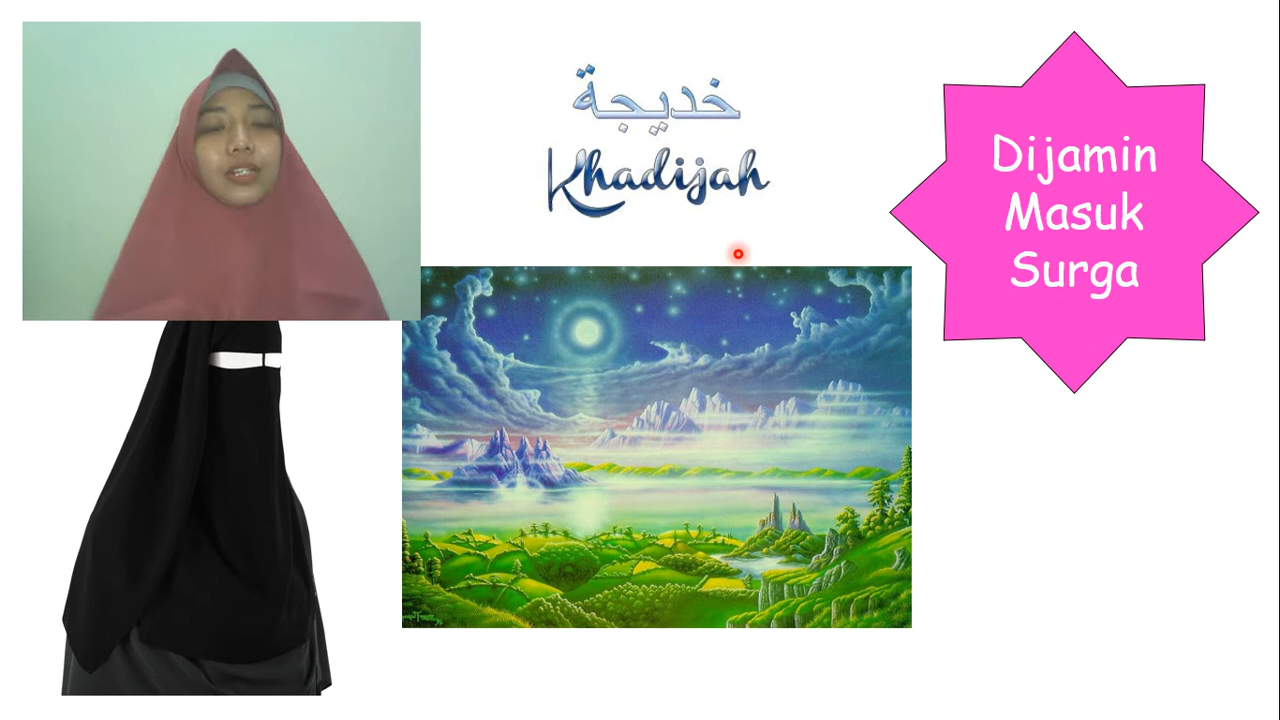 خديجة
Khadijah
Dijamin
Masuk
Surga